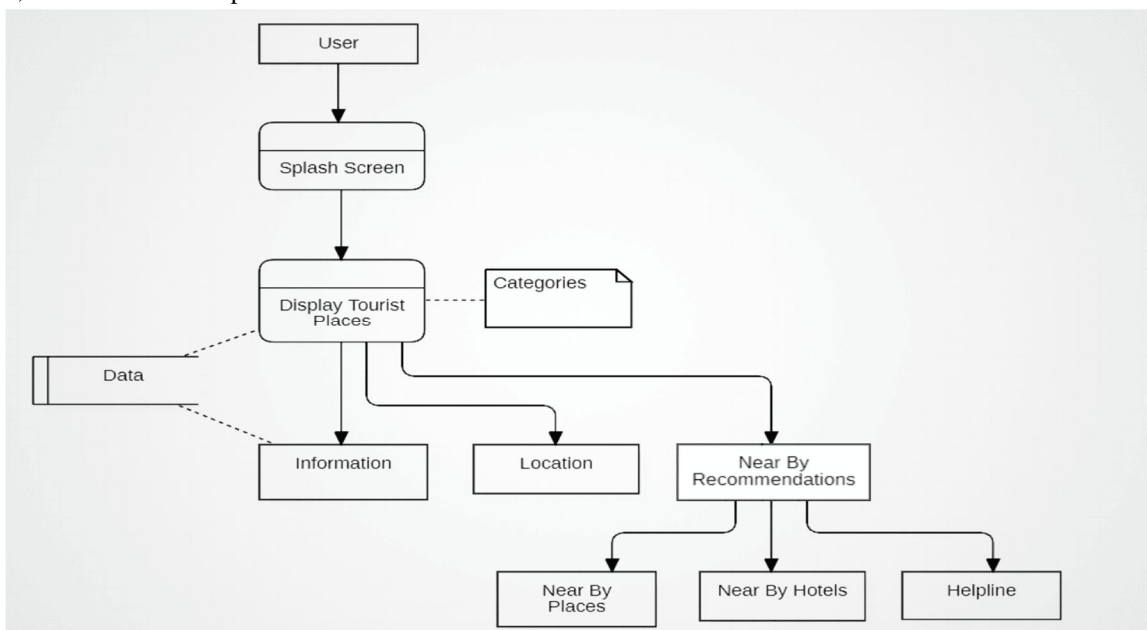 User
Splash Screen
Display Tourist
Places
Categories
Data
Information
Location
Near By
Recommendations
Near By
Places
Near By Hotels
Helpline